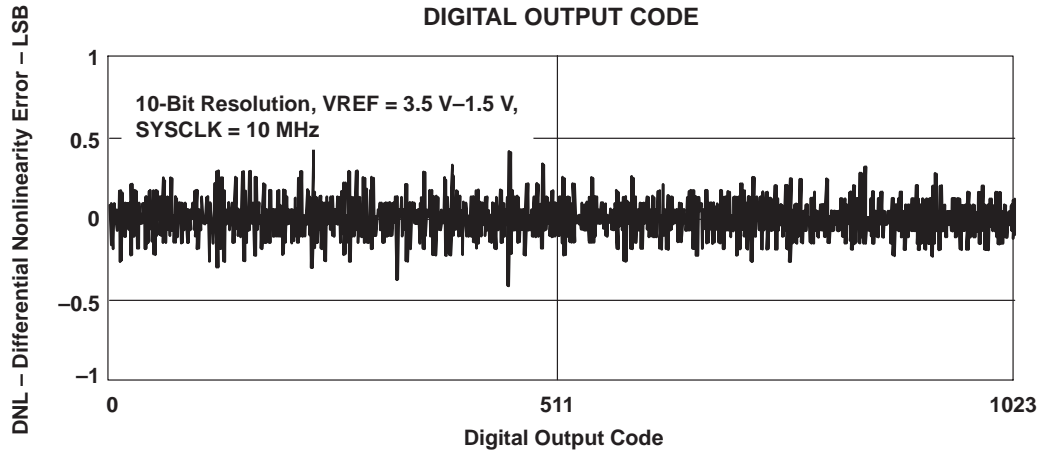 DIGITAL OUTPUT CODE
DNL – Differential Nonlinearity Error – LSB
1
10-Bit Resolution, VREF = 3.5 V–1.5 V,
SYSCLK = 10 MHz
0.5
0
–0.5
–1
0
511
1023
Digital Output Code